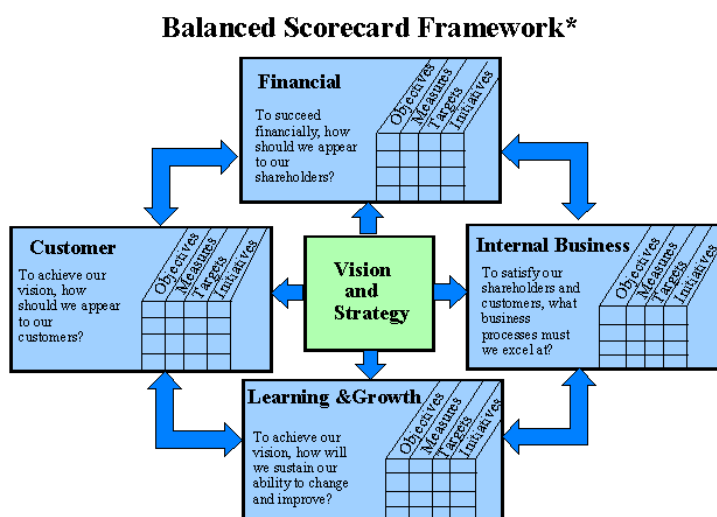 Balanced Scorecard Framework*
Financial
To succeed
financially, how
should we appear
to our
shareholders?
Objectives
Measures
Targets
Initiatives
Customer
To achieve our
vision, how
should we appear
to our
customers?
Objectives
Measures
Targets
Initiatives
Vision
and
Strategy
Internal Business
To satisfy our
shareholders and
customers, what
business
processes must
we excel at?
Objectives
Measures
Targets
Initiatives
Learning &Growth
To achieve our
vision, how will
we sustain our
ability to change
and improve?
Objectives
Measures
Targets
Initiatives